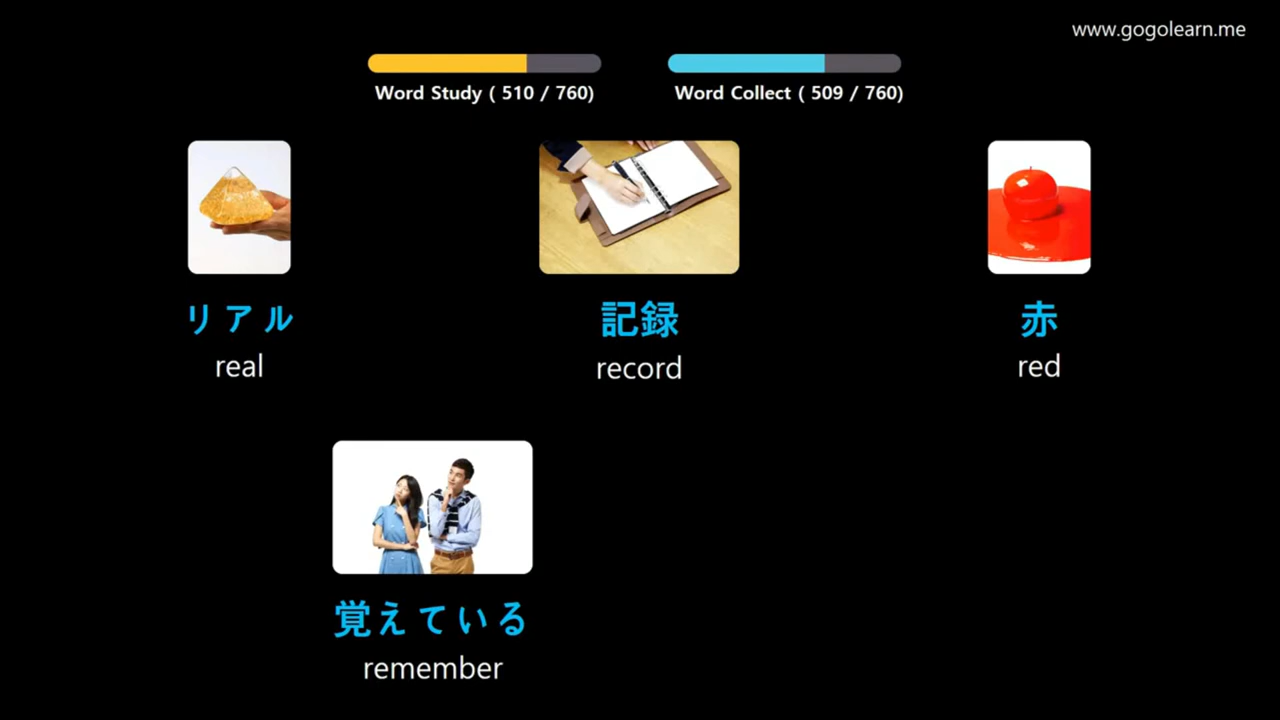 www.gogolearn.me
Word Study ( 510 / 760)
Word Collect ( 509 / 760)
リアル
real
記録
record
赤
red
覚えている
remember